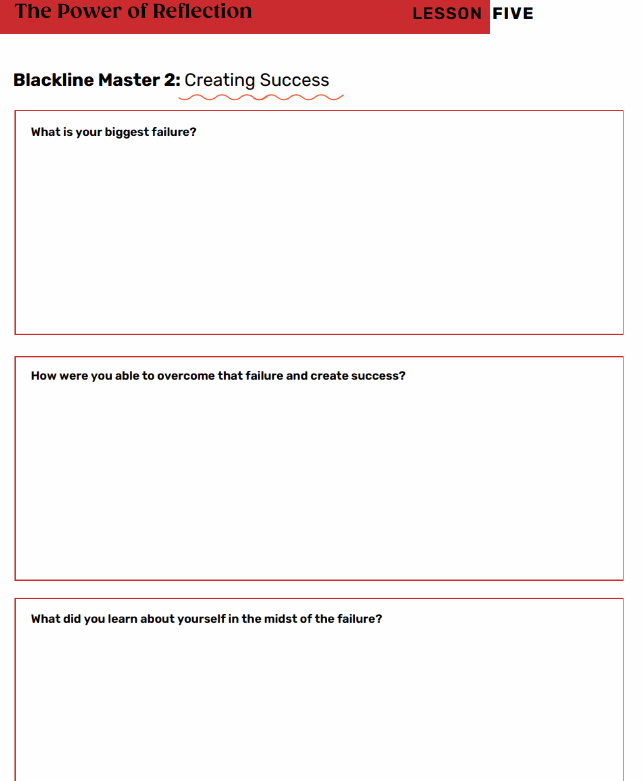 The Power of Reflection
LESSON FIVE
Blackline Master 2: Creating Success
What is your biggest failure?
How were you able to overcome that failure and create success?
What did you learn about yourself in the midst of the failure?